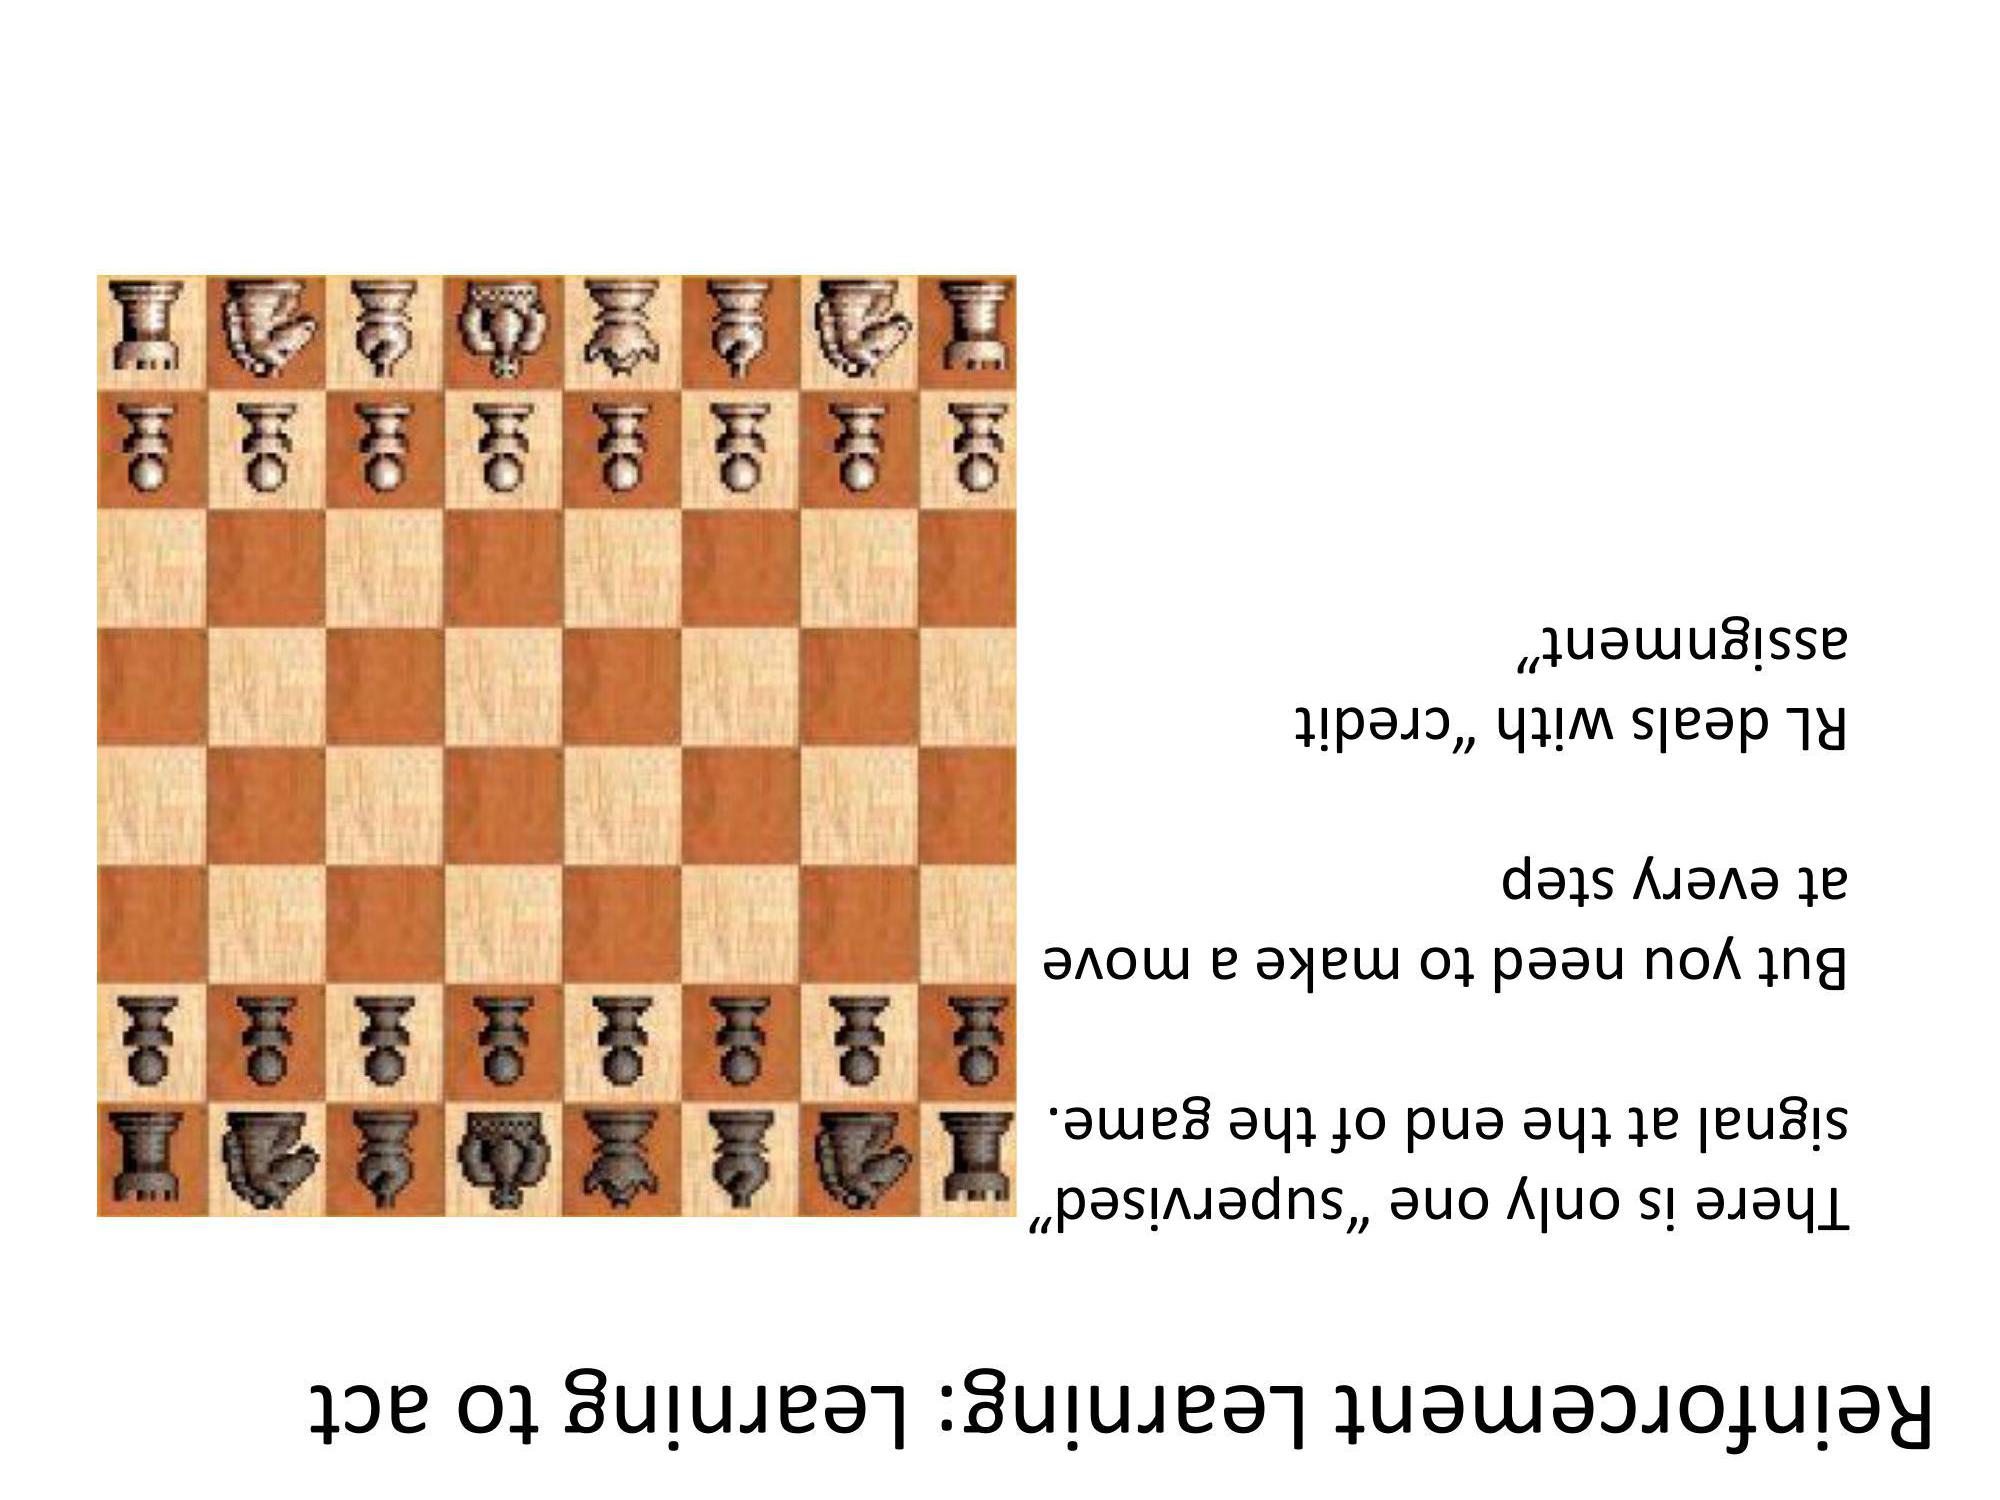 Reinforcement Learning: Learning to act
There is only one “supervised”
signal at the end of the game.
But you need to make a move
at every step
RL deals with “credit
assignment”